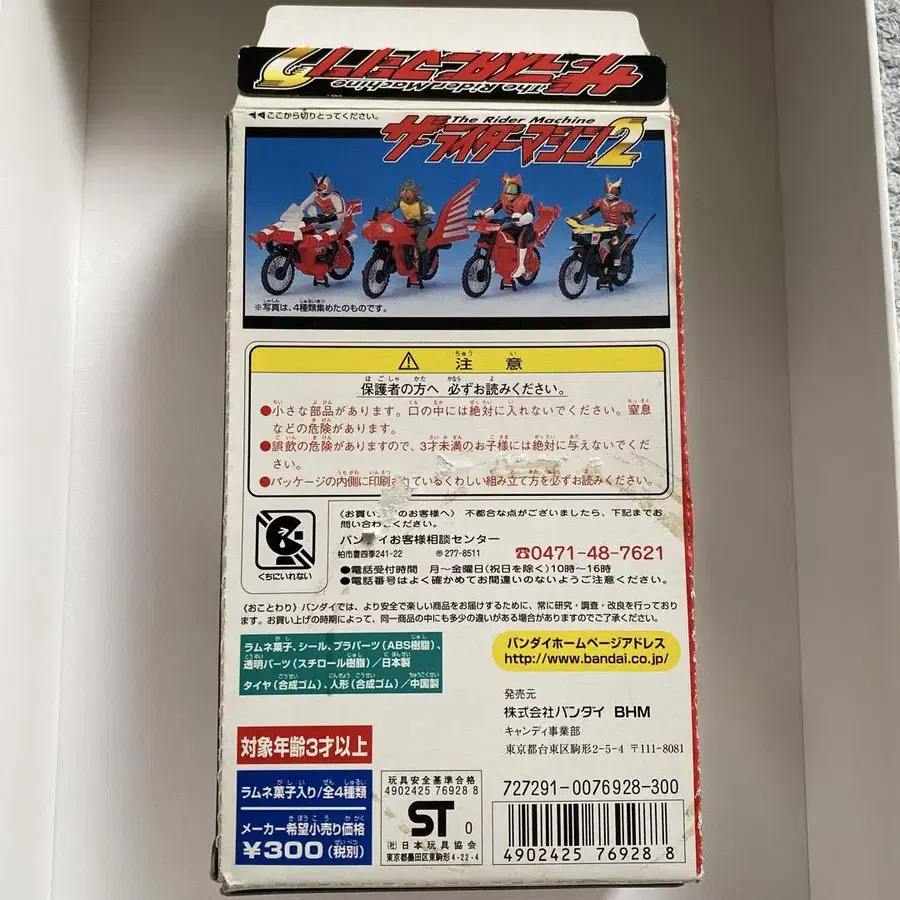 ザライダーマシン2
The Rider Machine
◀◀ここから切りとってください。
The Rider Machine
ザライダーマシン2
※写真は、4種類集めたのものです。
⚠ 注意
保護者の方へ 必ずお読みください。
●小さな部品があります。口の中には絶対に入れないでください。窒息
などの危険があります。
●誤飲の危険がありますので、3才未満のお子様には絶対に与えないでくだ
さい。
●パッケージの内側に印刷されているくわしい組み立て方を必ずお読みください。
くちにいれない
〈お買い のお客様へ〉 不都合な点がございましたら、下記までお
問い合わ ください。
バンダイお客様相談センター
柏市豊四季241-22 〠277-8511
☎0471-48-7621
●電話受付時間 月〜金曜日(祝日を除く)10時〜16時
●電話番号はよく確かめてお間違いのないようご注意ください。
〈おことわり〉バンダイでは、より安全で楽しい商品をお届けするために、常に研究・調査・改良を行っております。お買い上げの時期によって、同一商品の中にも多少の違いがある場合がありますのでご了承ください。
ラムネ菓子、シール、プラパーツ(ABS樹脂)、
透明パーツ(スチロール樹脂)／日本製
タイヤ(合成ゴム)、人形(合成ゴム)／中国製
バンダイホームページアドレス
http://www.bandai.co.jp/
発売元
株式会社バンダイ BHM
キャンディ事業部
東京都台東区駒形2-5-4 〒111-8081
対象年齢3才以上
ラムネ菓子入り/全4種類
メーカー希望小売り価格
¥300(税別)
玩具安全基準合格
4902425 76928 8
ST 0
(社)日本玩具協会
東京都墨田区東駒形4-22-4
727291-0076928-300
4902425 76928 8